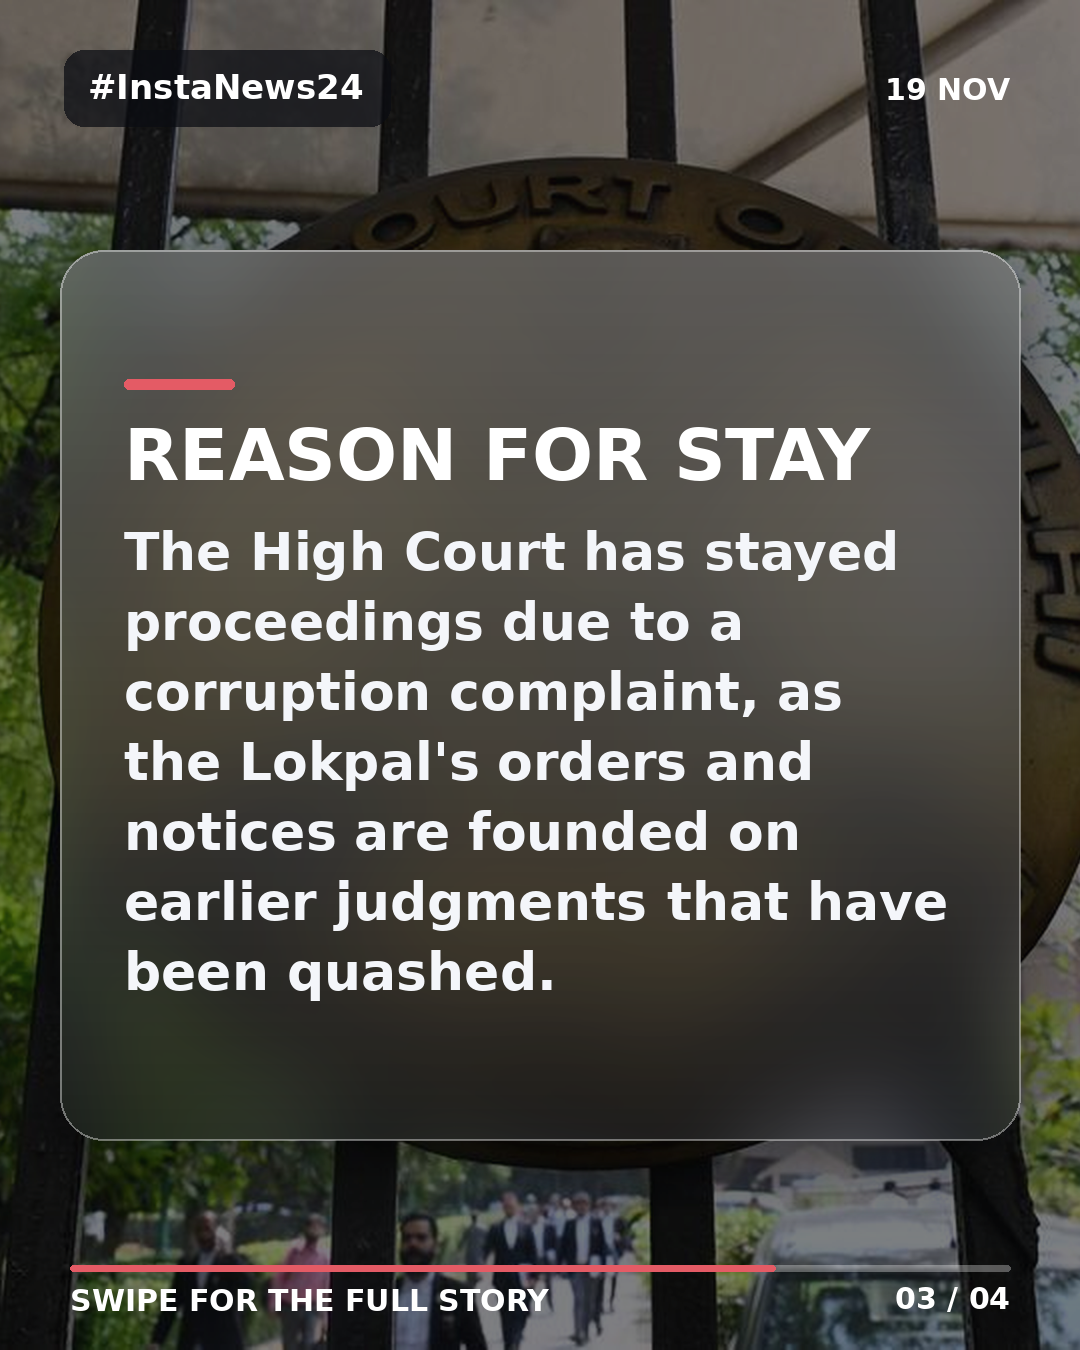 #InstaNews24
19 NOV
COURT O
REASON FOR STAY
The High Court has stayed
proceedings due to a
corruption complaint, as
the Lokpal's orders and
notices are founded on
earlier judgments that have
been quashed.
SWIPE FOR THE FULL STORY
03 / 04